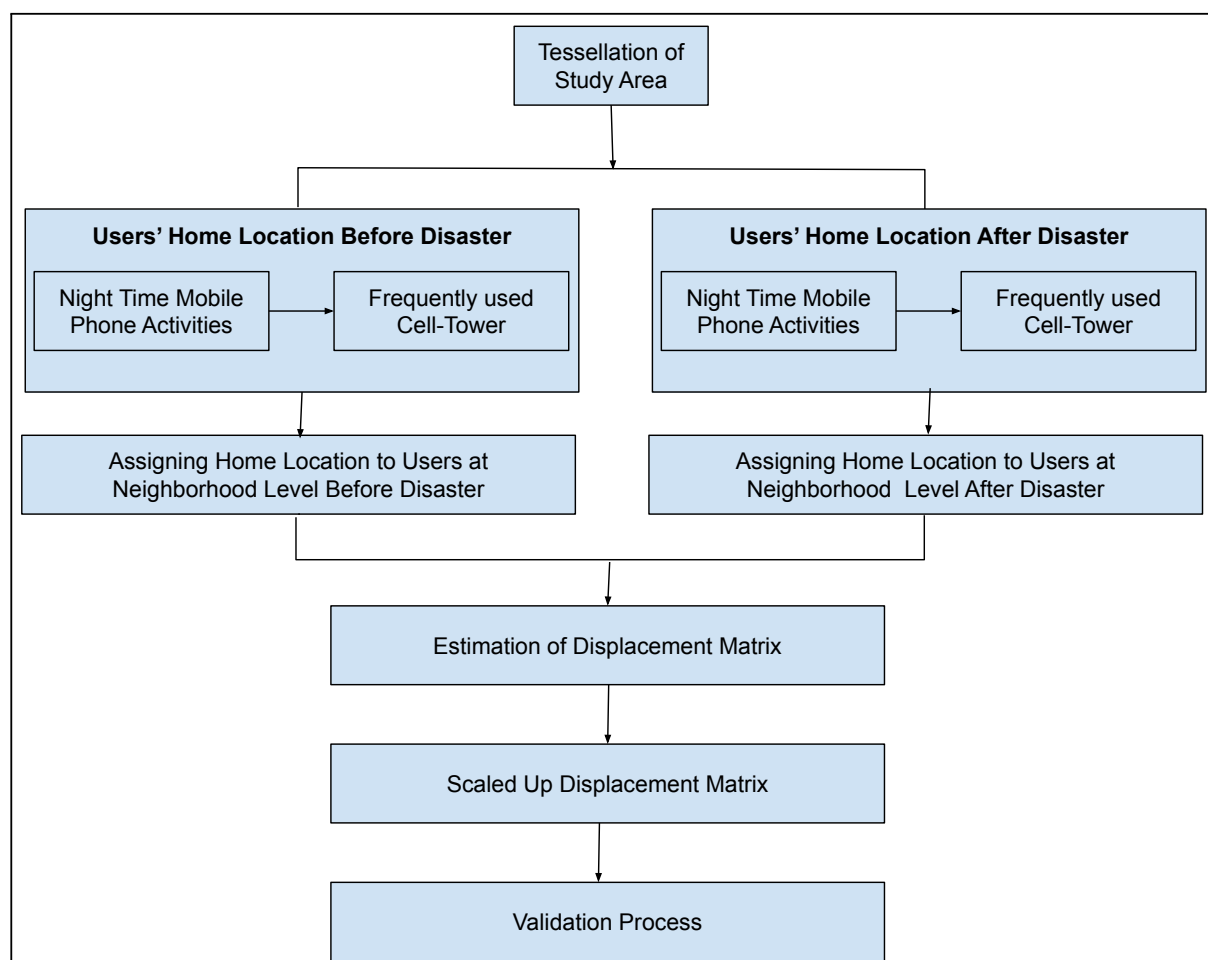 Tessellation of
Study Area
Users’ Home Location Before Disaster
Night Time Mobile
Phone Activities
Frequently used
Cell-Tower
Users’ Home Location After Disaster
Night Time Mobile
Phone Activities
Frequently used
Cell-Tower
Assigning Home Location to Users at
Neighborhood Level Before Disaster
Assigning Home Location to Users at
Neighborhood  Level After Disaster
Estimation of Displacement Matrix
Scaled Up Displacement Matrix
Validation Process